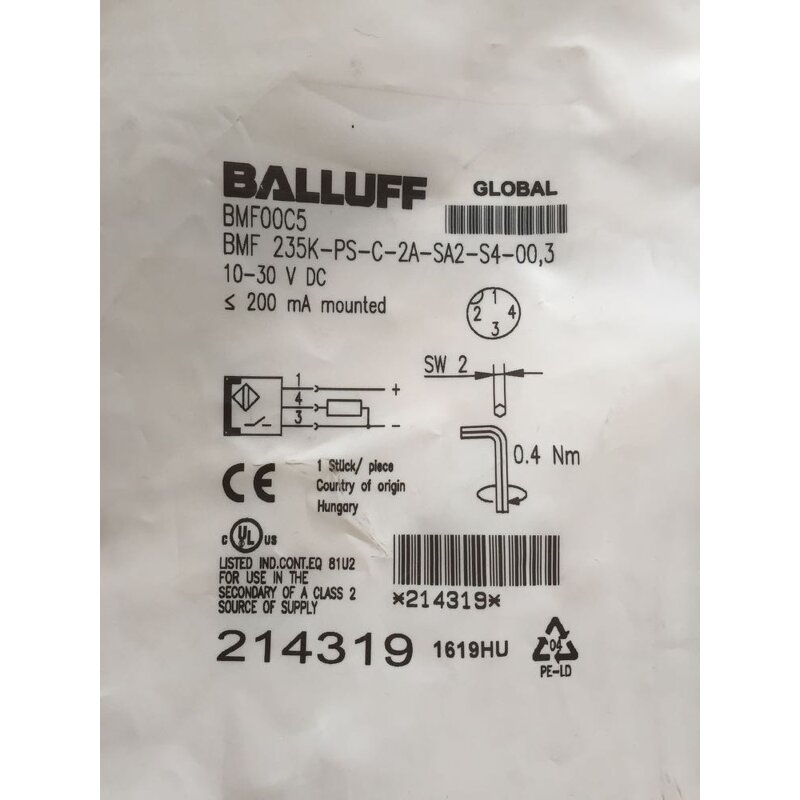 BALLUFF GLOBAL
BMF00C5
BMF 235K-PS-C-2A-SA2-S4-00,3
10-30 V DC
≤ 200 mA mounted
1
2 4
3
SW 2
1 +
4
3 -
0.4 Nm
CE
1 Stück/ piece
Country of origin
Hungary
C UL US
LISTED IND.CONT.EQ 81U2
FOR USE IN THE
SECONDARY OF A CLASS 2
SOURCE OF SUPPLY
*214319*
214319 1619HU
04
PE-LD